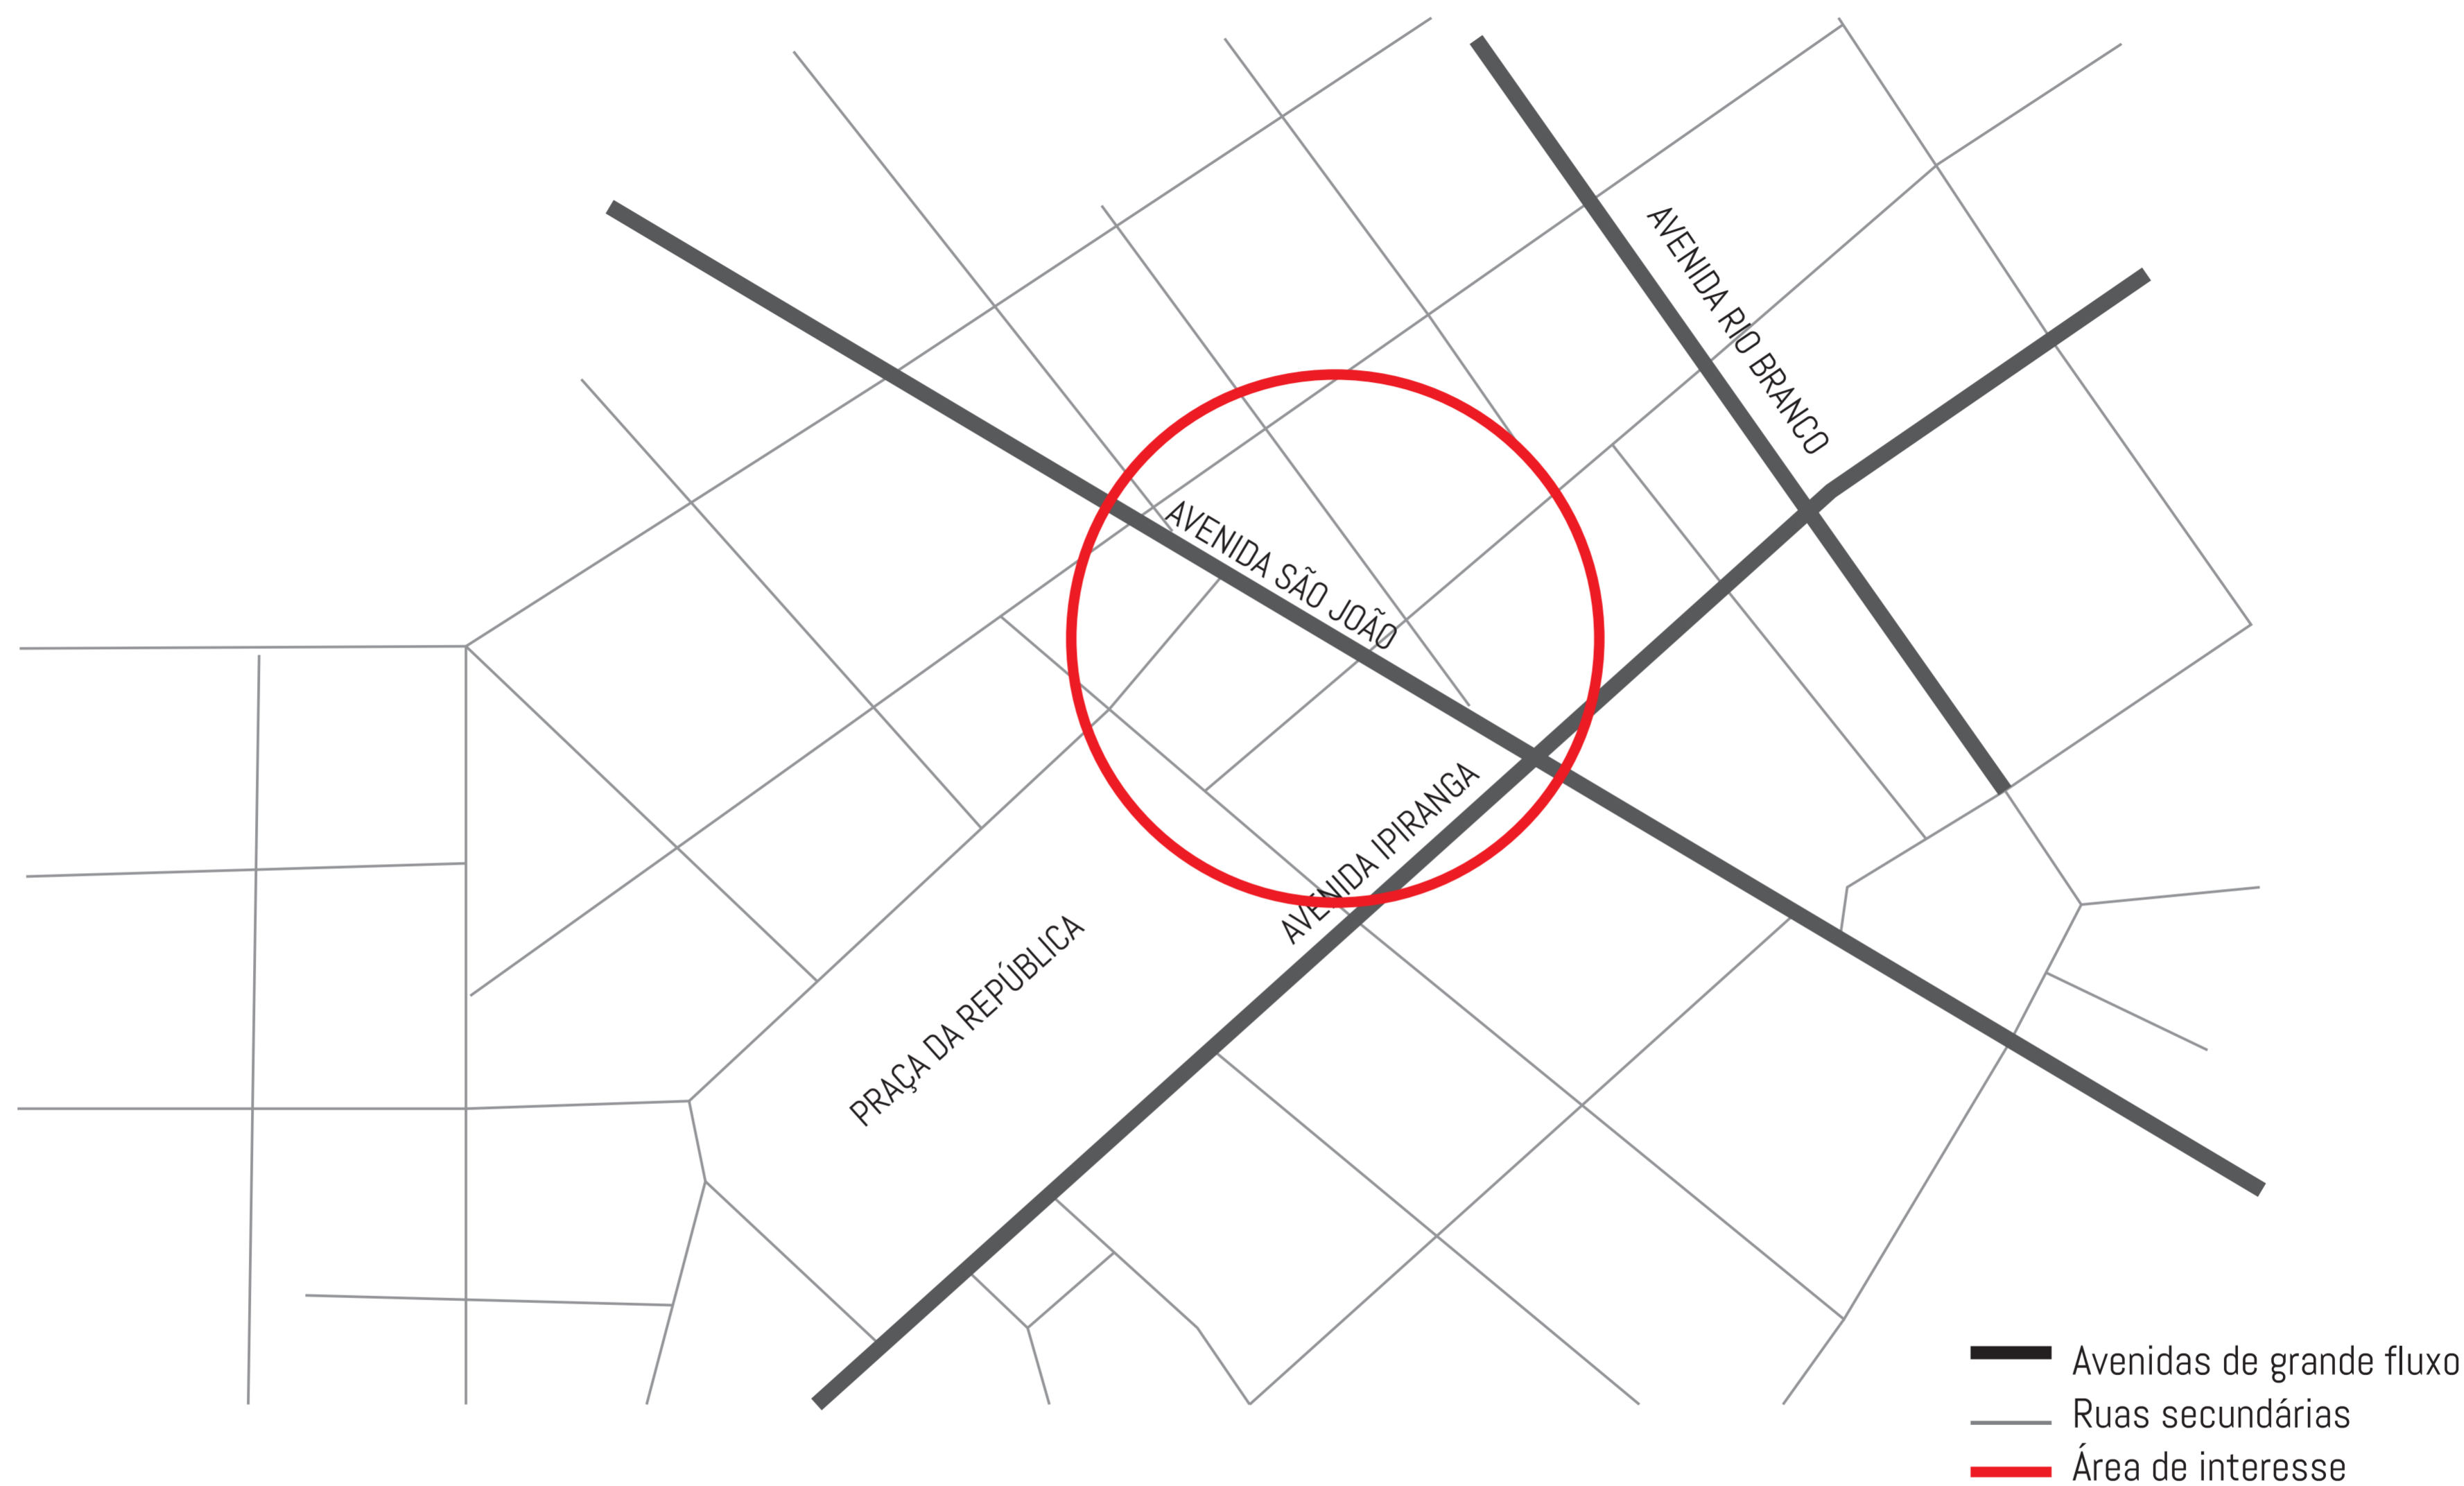 AVENIDA RIO BRANCO
AVENIDA SÃO JOÃO
AVENIDA IPIRANGA
PRAÇA DA REPÚBLICA
Avenidas de grande fluxo
Ruas secundárias
Área de interesse